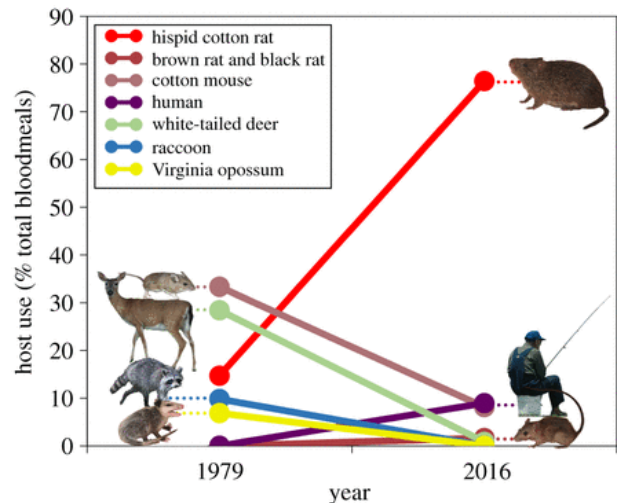 90
80
70
60
50
40
30
20
10
0
host use (% total bloodmeals)
hispid cotton rat
brown rat and black rat
cotton mouse
human
white-tailed deer
raccoon
Virginia opossum
1979
2016
year